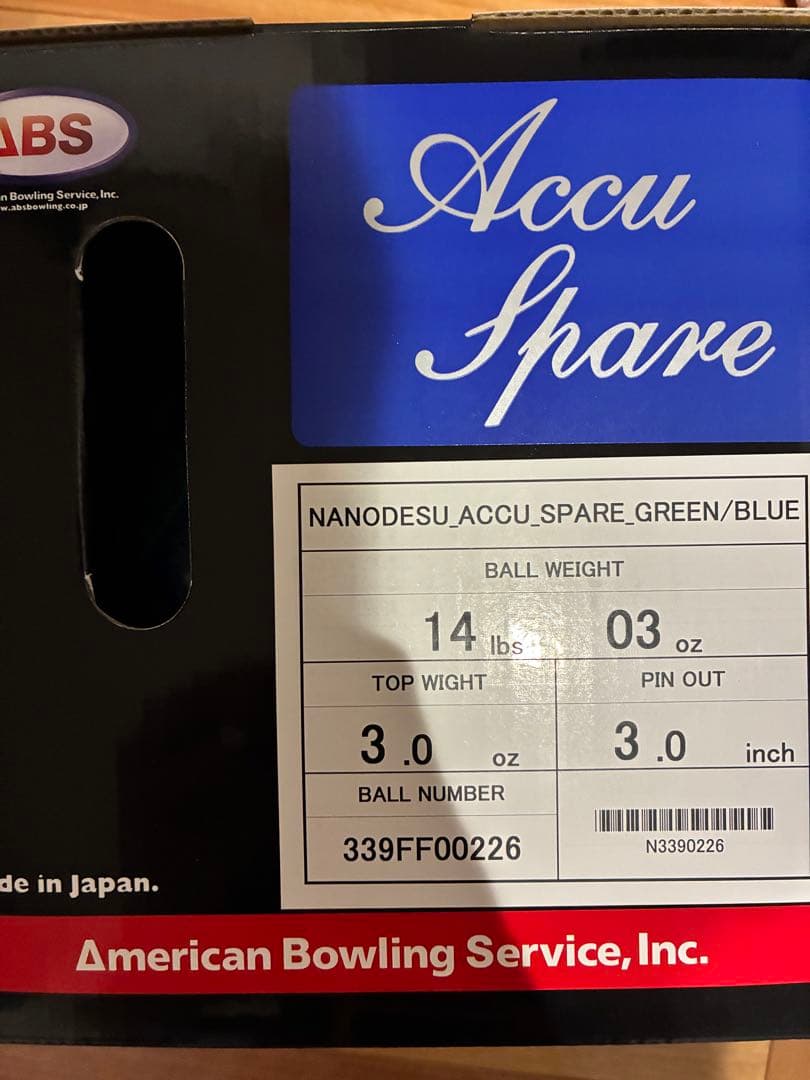 ABS
n Bowling Service, Inc.
w.absbowling.co.jp
Accu
Spare
NANODESU_ACCU_SPARE_GREEN/BLUE
BALL WEIGHT
14 lbs 03 oz
TOP WIGHT PIN OUT
3.0 oz 3.0 inch
BALL NUMBER
339FF00226
N3390226
de in Japan.
American Bowling Service, Inc.